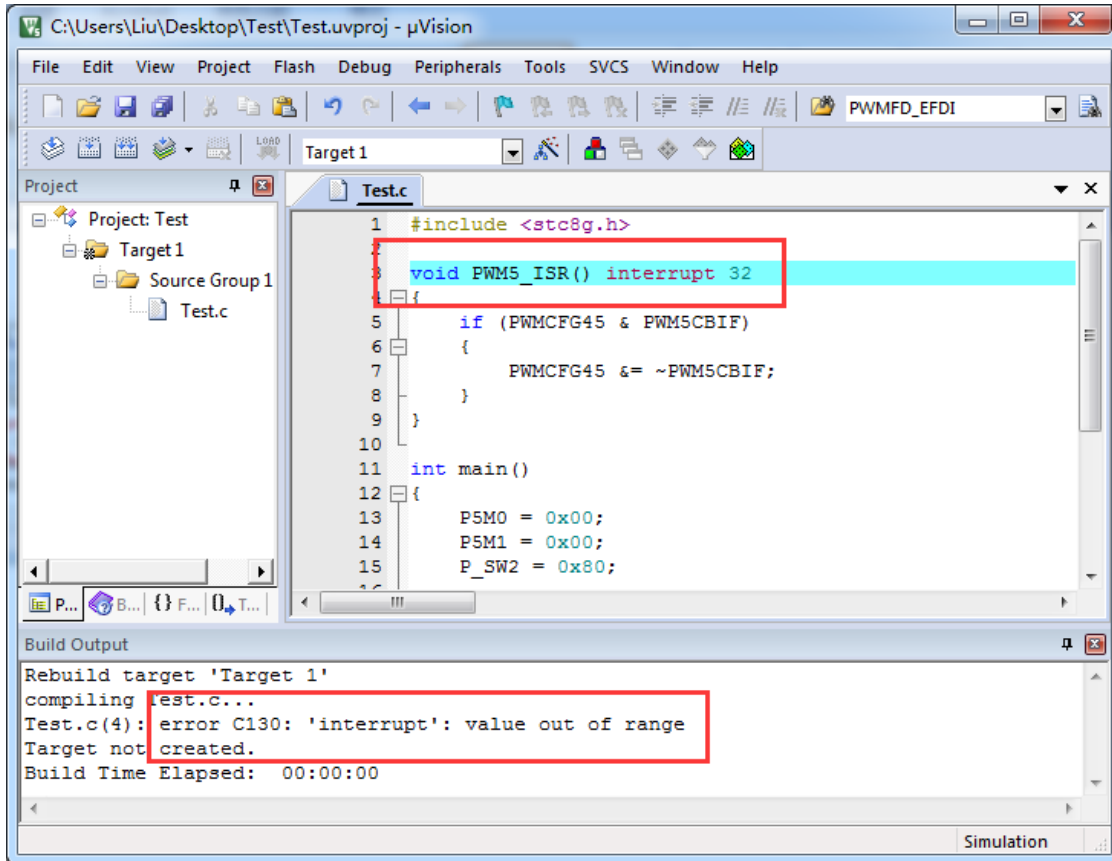 C:\Users\Liu\Desktop\Test\Test.uvproj - µVision
File Edit View Project Flash Debug Peripherals Tools SVCS Window Help
PWMFD_EFDI
LOAD
Target 1
Project
Test.c
Project: Test
Target 1
Source Group 1
Test.c
1 #include <stc8g.h>
2
3 void PWM5_ISR() interrupt 32
4 {
5 if (PWMCFG45 & PWM5CBIF)
6 {
7 PWMCFG45 &= ~PWM5CBIF;
8 }
9 }
10
11 int main()
12 {
13 P5M0 = 0x00;
14 P5M1 = 0x00;
15 P_SW2 = 0x80;
P... B... {} F... 0 T...
Build Output
Rebuild target 'Target 1'
compiling Test.c...
Test.c(4): error C130: 'interrupt': value out of range
Target not created.
Build Time Elapsed: 00:00:00
Simulation